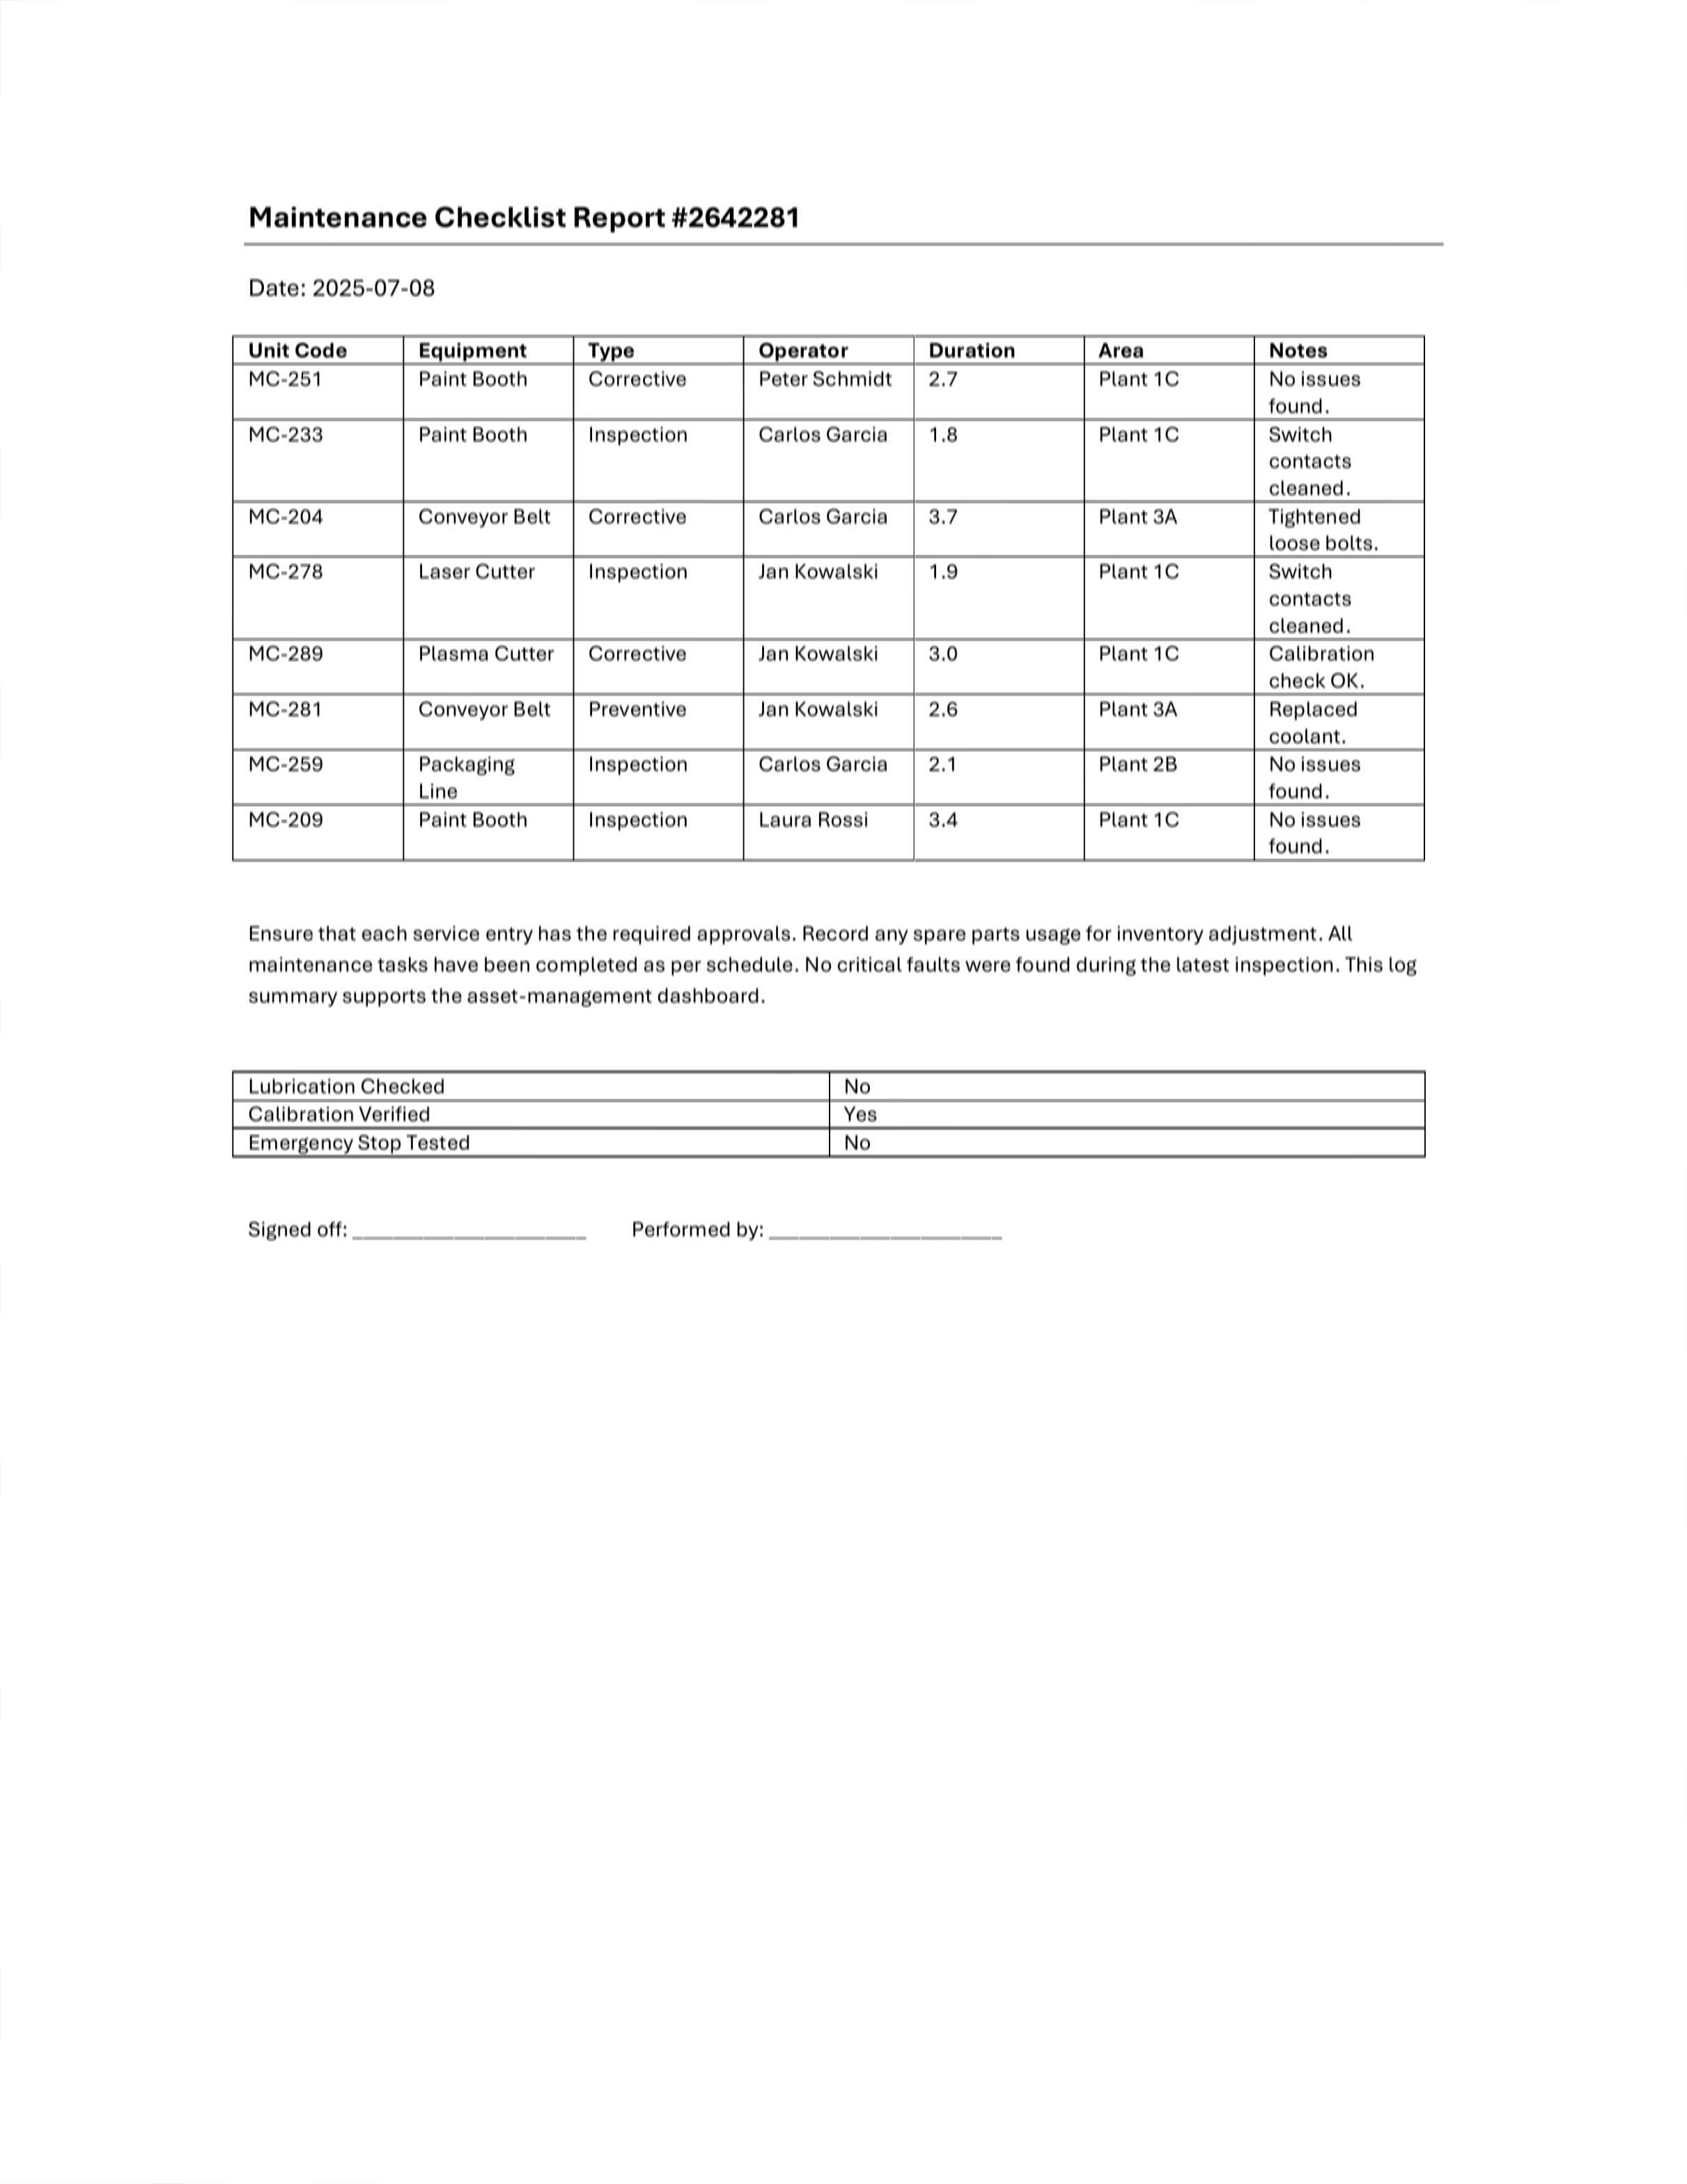 Maintenance Checklist Report #2642281
Date: 2025-07-08
Unit Code Equipment Type Operator Duration Area Notes
MC-251 Paint Booth Corrective Peter Schmidt 2.7 Plant 1C No issues
found.
MC-233 Paint Booth Inspection Carlos Garcia 1.8 Plant 1C Switch
contacts
cleaned.
MC-204 Conveyor Belt Corrective Carlos Garcia 3.7 Plant 3A Tightened
loose bolts.
MC-278 Laser Cutter Inspection Jan Kowalski 1.9 Plant 1C Switch
contacts
cleaned.
MC-289 Plasma Cutter Corrective Jan Kowalski 3.0 Plant 1C Calibration
check OK.
MC-281 Conveyor Belt Preventive Jan Kowalski 2.6 Plant 3A Replaced
coolant.
MC-259 Packaging Inspection Carlos Garcia 2.1 Plant 2B No issues
Line found.
MC-209 Paint Booth Inspection Laura Rossi 3.4 Plant 1C No issues
found.
Ensure that each service entry has the required approvals. Record any spare parts usage for inventory adjustment. All
maintenance tasks have been completed as per schedule. No critical faults were found during the latest inspection. This log
summary supports the asset-management dashboard.
Lubrication Checked No
Calibration Verified Yes
Emergency Stop Tested No
Signed off: _______________________ Performed by: _______________________